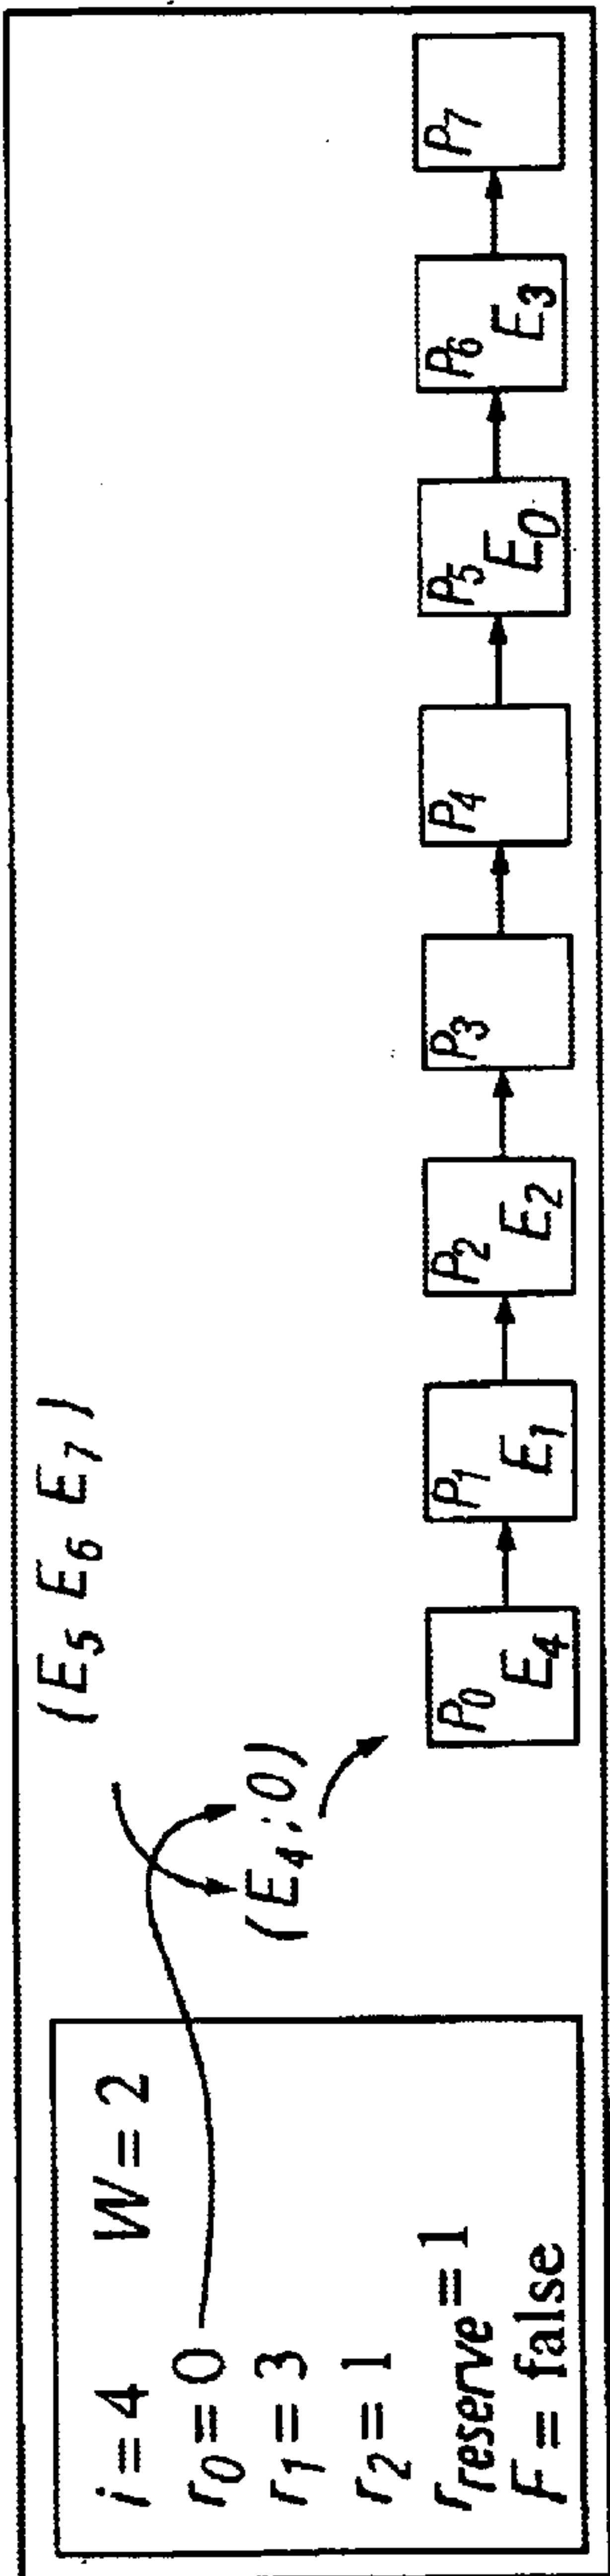 i = 4 W = 2
r0 = 0
r1 = 3
r2 = 1
rreserve = 1
F = false
(E5 E6 E7)
(E4 ; 0)
P0 P1 P2 P3 P4 P5 P6 P7
E4 E1 E2 E0 E3